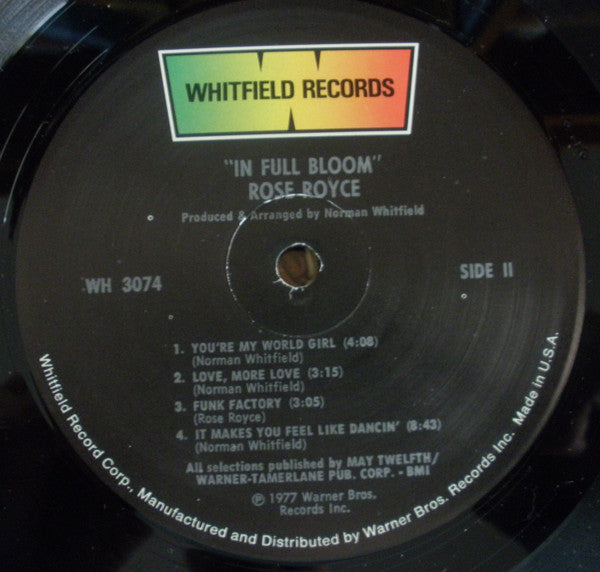 WHITFIELD RECORDS
"IN FULL BLOOM"
ROSE ROYCE
Produced & Arranged by Norman Whitfield
WH 3074
SIDE II
1. YOU'RE MY WORLD GIRL (4:08)
(Norman Whitfield)
2. LOVE, MORE LOVE (3:15)
(Norman Whitfield)
3. FUNK FACTORY (3:05)
(Rose Royce)
4. IT MAKES YOU FEEL LIKE DANCIN' (8:43)
(Norman Whitfield)
All selections published by MAY TWELFTH/
WARNER-TAMERLANE PUB. CORP. - BMI
℗ 1977 Warner Bros.
Records Inc.
Whitfield Record Corp., Manufactured and Distributed by Warner Bros. Records Inc. Made in U.S.A.